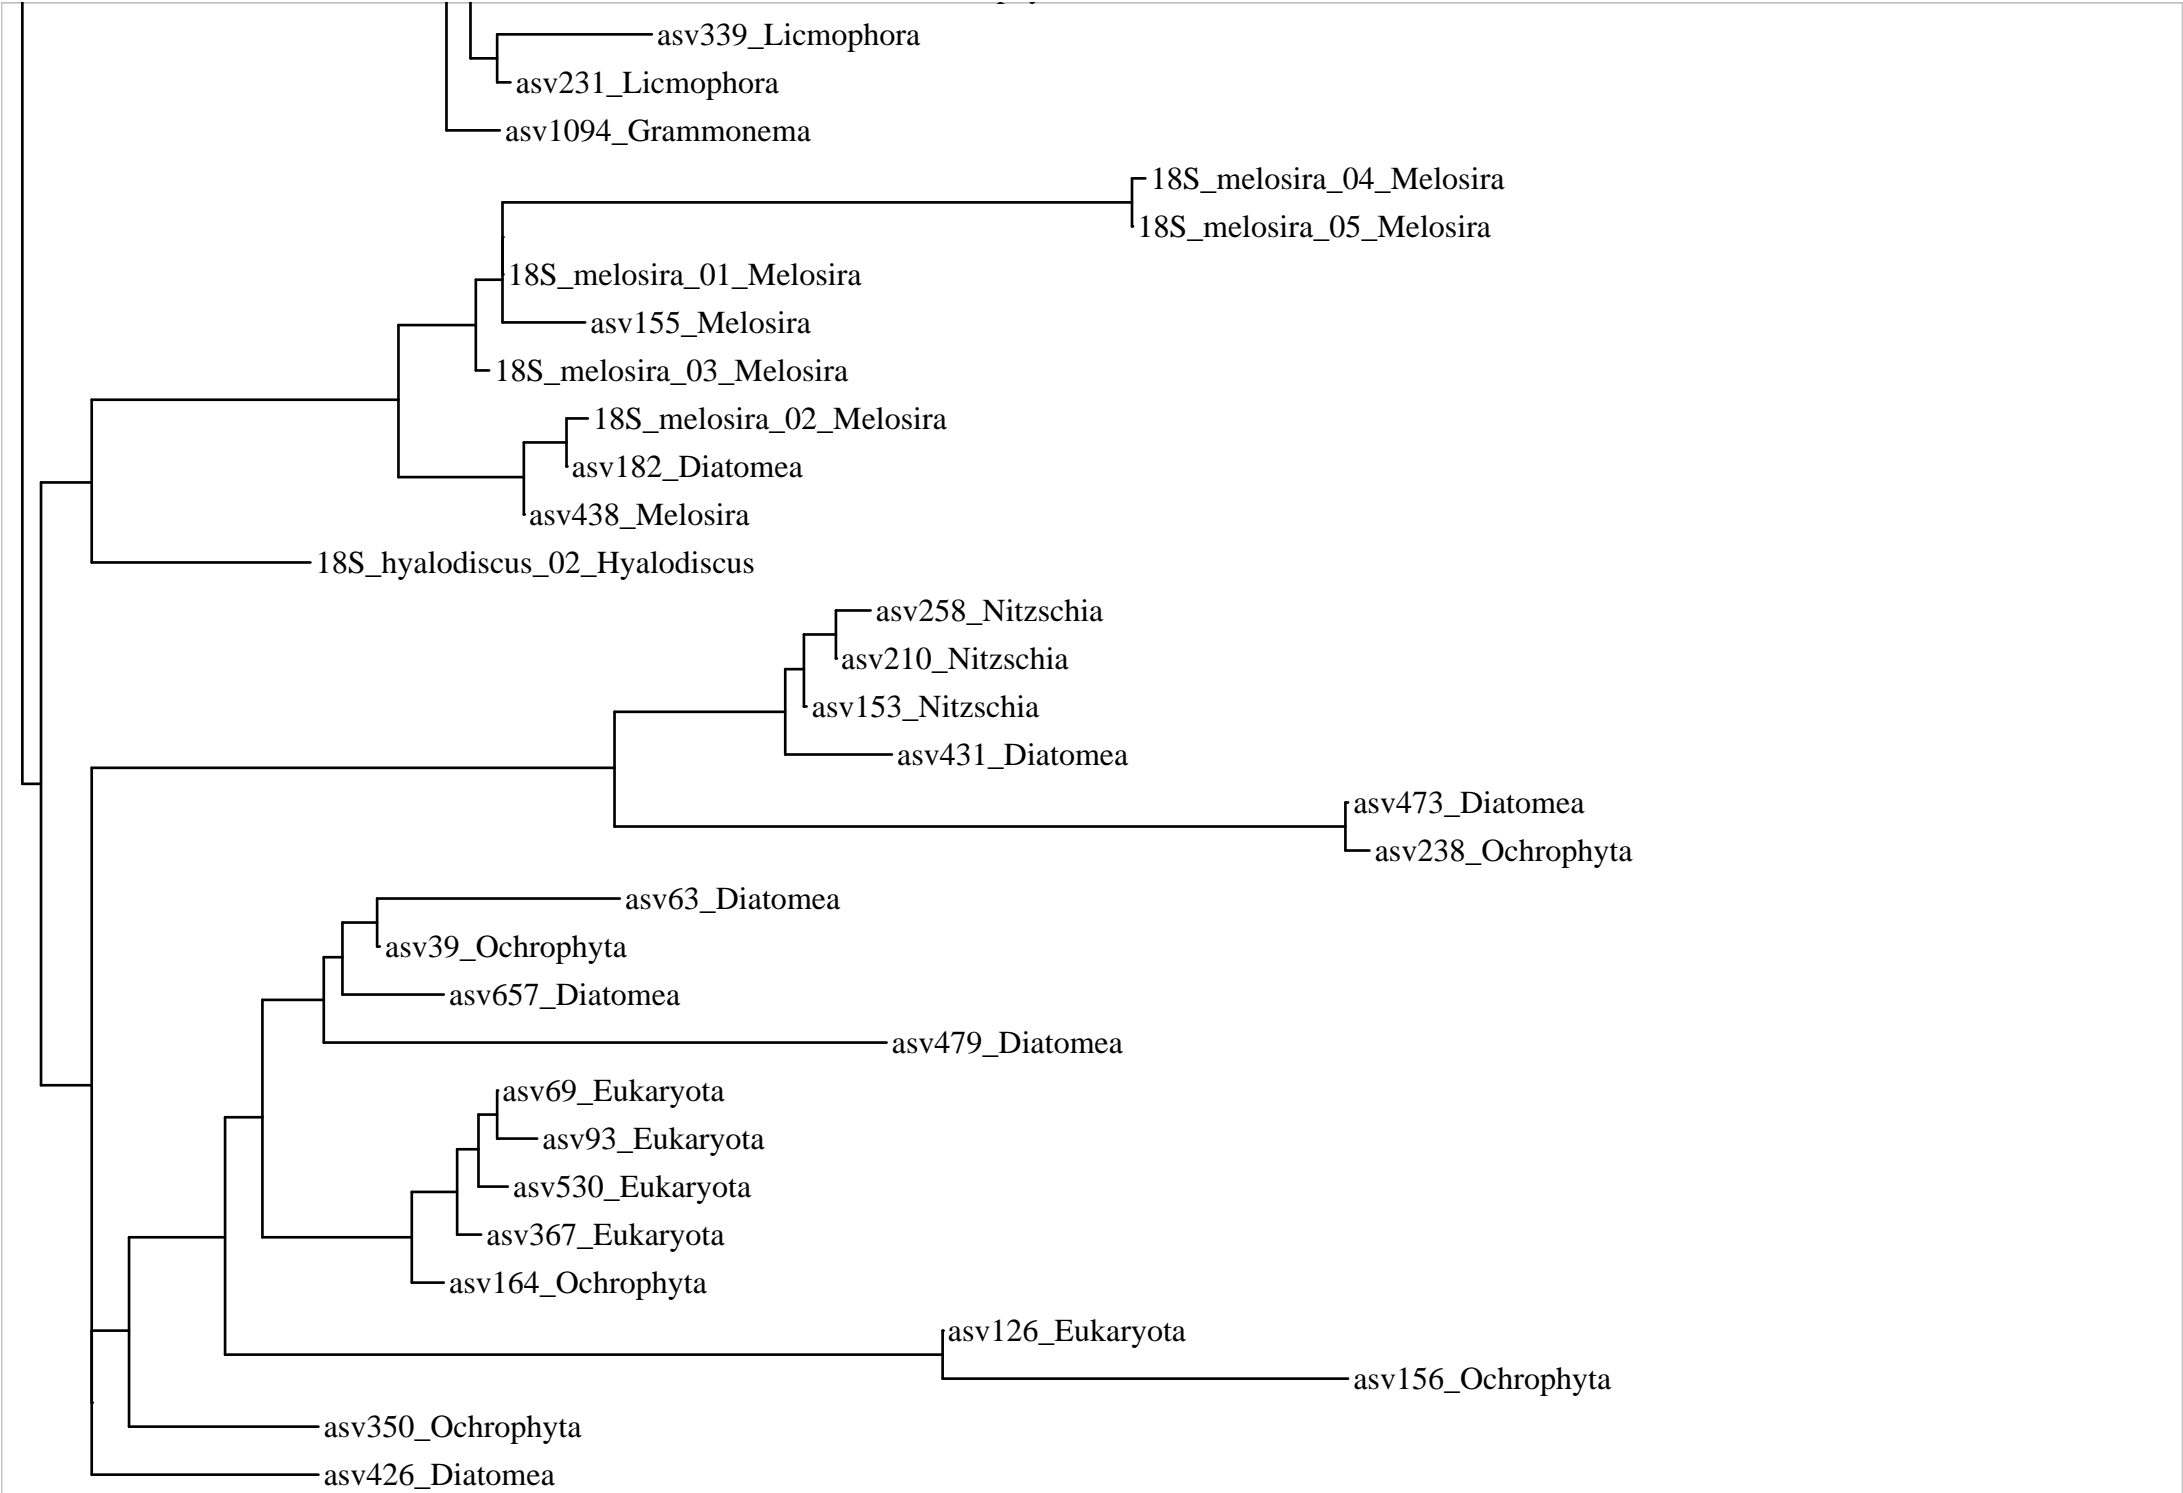 asv339_Licmophora
asv231_Licmophora
asv1094_Grammonema
18S_melosira_04_Melosira
18S_melosira_05_Melosira
18S_melosira_01_Melosira
asv155_Melosira
18S_melosira_03_Melosira
18S_melosira_02_Melosira
asv182_Diatomea
asv438_Melosira
18S_hyalodiscus_02_Hyalodiscus
asv258_Nitzschia
asv210_Nitzschia
asv153_Nitzschia
asv431_Diatomea
asv473_Diatomea
asv238_Ochrophyta
asv63_Diatomea
asv39_Ochrophyta
asv657_Diatomea
asv479_Diatomea
asv69_Eukaryota
asv93_Eukaryota
asv530_Eukaryota
asv367_Eukaryota
asv164_Ochrophyta
asv126_Eukaryota
asv156_Ochrophyta
asv350_Ochrophyta
asv426_Diatomea